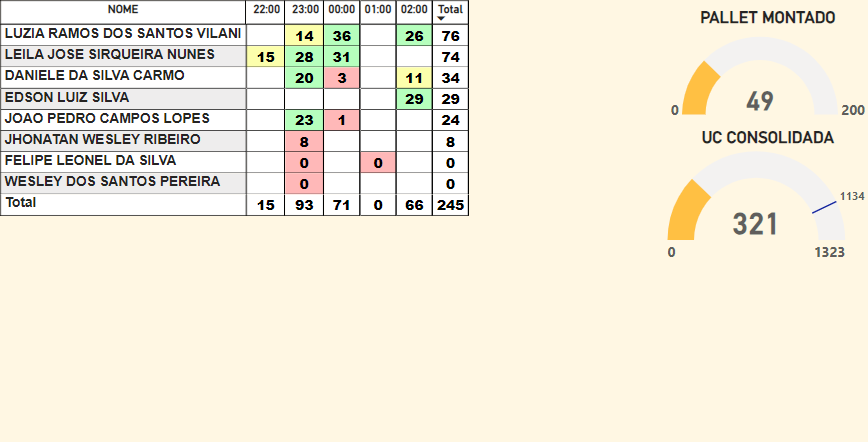 NOME 22:00 23:00 00:00 01:00 02:00 Total
LUZIA RAMOS DOS SANTOS VILANI 14 36 26 76
LEILA JOSE SIRQUEIRA NUNES 15 28 31 74
DANIELE DA SILVA CARMO 20 3 11 34
EDSON LUIZ SILVA 29 29
JOAO PEDRO CAMPOS LOPES 23 1 24
JHONATAN WESLEY RIBEIRO 8 8
FELIPE LEONEL DA SILVA 0 0 0
WESLEY DOS SANTOS PEREIRA 0 0
Total 15 93 71 0 66 245
PALLET MONTADO
49
0 200
UC CONSOLIDADA
1134
321
0 1323